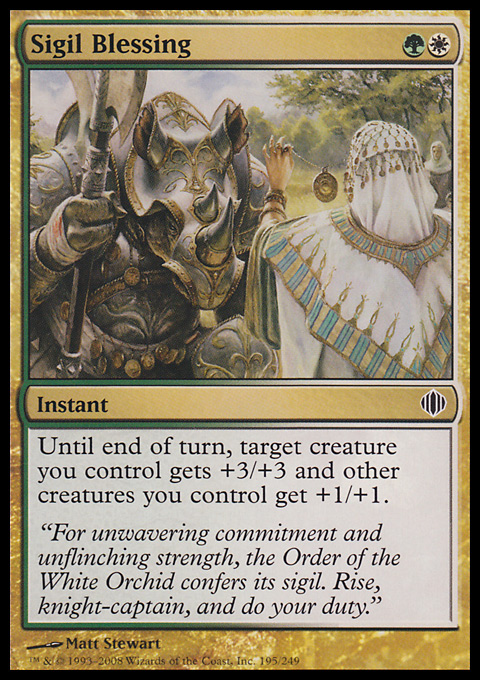 Sigil Blessing
Instant
Until end of turn, target creature
you control gets +3/+3 and other
creatures you control get +1/+1.
“For unwavering commitment and
unflinching strength, the Order of the
White Orchid confers its sigil. Rise,
knight-captain, and do your duty.”
Matt Stewart
™ & © 1993–2008 Wizards of the Coast, Inc. 195/249